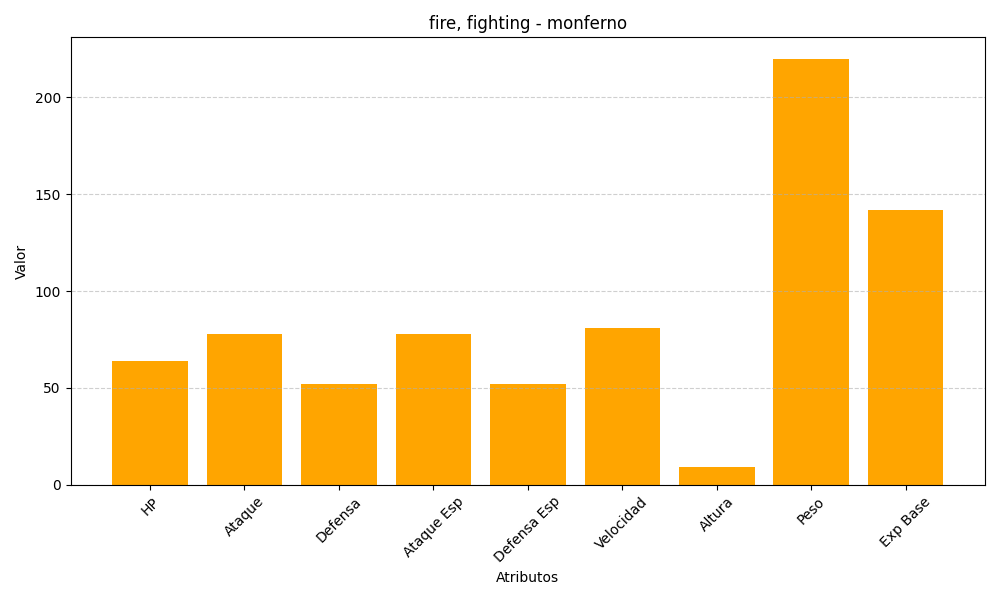 fire, fighting - monferno
Valor
200
150
100
50
0
HP
Ataque
Defensa
Ataque Esp
Defensa Esp
Velocidad
Altura
Peso
Exp Base
Atributos